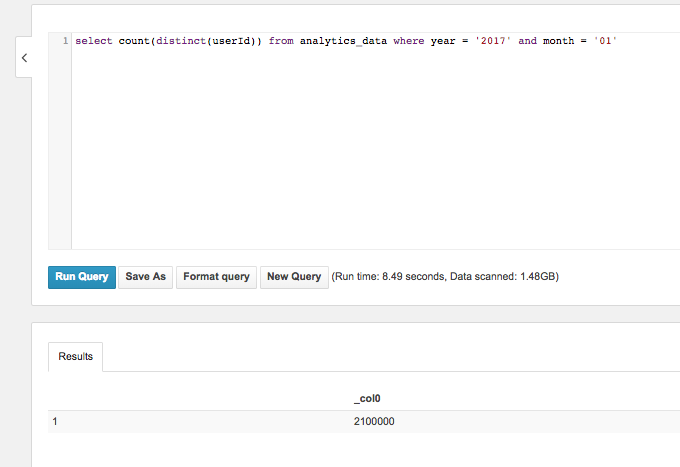 1 select count(distinct(userId)) from analytics_data where year = '2017' and month = '01'
Run Query Save As Format query New Query (Run time: 8.49 seconds, Data scanned: 1.48GB)
Results
_col0
1 2100000